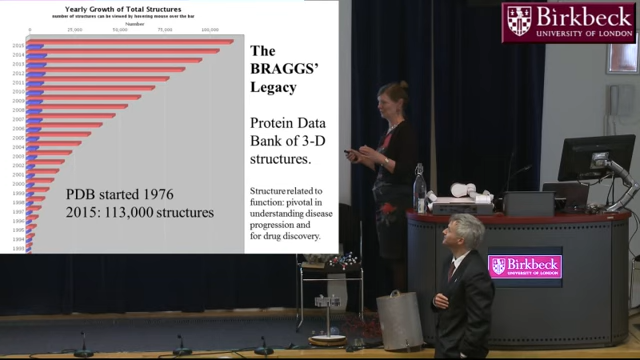 Yearly Growth of Total Structures
number of structures can be viewed by hovering mouse over the bar
Number
0 25,000 50,000 75,000 100,000
2015
2014
2013
2012
2011
2010
2009
2008
2007
2006
2005
2004
2003
2002
2001
2000
1999
1998
1997
1996
1995
1994
1993
PDB started 1976
2015: 113,000 structures
The
BRAGGS’
Legacy
Protein Data
Bank of 3-D
structures.
Structure related to
function: pivotal in
understanding disease
progression and
for drug discovery.
Birkbeck
UNIVERSITY OF LONDON
Birkbeck
UNIVERSITY OF LONDON